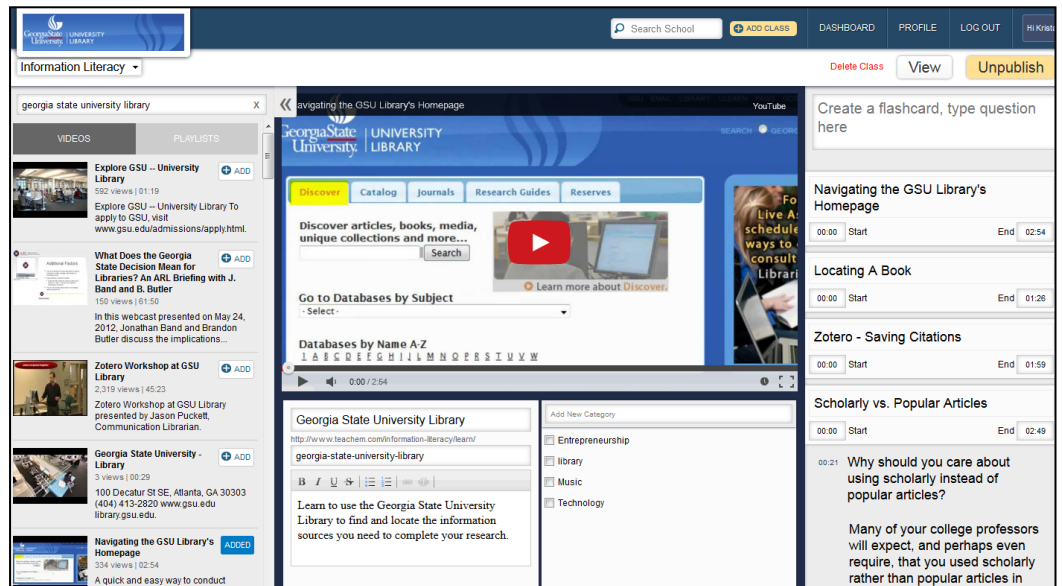 GeorgiaState University | UNIVERSITY LIBRARY
Search School
ADD CLASS
DASHBOARD
PROFILE
LOG OUT
Hi Krista
Information Literacy
Delete Class
View
Unpublish
georgia state university library X
VIDEOS
PLAYLISTS
Explore GSU -- University
Library
ADD
592 views | 01:19
Explore GSU -- University Library To
apply to GSU, visit
www.gsu.edu/admissions/apply.html.
What Does the Georgia
State Decision Mean for
Libraries? An ARL Briefing with J.
Band and B. Butler
ADD
150 views | 61:50
In this webcast presented on May 24,
2012, Jonathan Band and Brandon
Butler discuss the implications...
Zotero Workshop at GSU
Library
ADD
2,319 views | 45:23
Zotero Workshop at GSU Library
presented by Jason Puckett,
Communication Librarian.
Georgia State University -
Library
ADD
3 views | 00:29
100 Decatur St SE, Atlanta, GA 30303
(404) 413-2820 www.gsu.edu
library.gsu.edu.
Navigating the GSU Library's
Homepage
ADDED
334 views | 02:54
A quick and easy way to conduct
avigating the GSU Library's Homepage
YouTube
GeorgiaState University | UNIVERSITY LIBRARY
SEARCH GEORG
Discover
Catalog
Journals
Research Guides
Reserves
Discover articles, books, media,
unique collections and more...
Search
Learn more about Discover.
Go to Databases by Subject
- Select -
Databases by Name A-Z
1 A B C D E F G H I J L M N O P R S T U V W
Fo
Live As
schedule
ways to
consult
Librari
0:00 / 2:54
Georgia State University Library
http://www.teachem.com/information-literacy/learn/
georgia-state-university-library
B I U S
Learn to use the Georgia State University
Library to find and locate the information
sources you need to complete your research.
Add New Category
Entrepreneurship
library
Music
Technology
Create a flashcard, type question
here
Navigating the GSU Library's
Homepage
00:00 Start End 02:54
Locating A Book
00:00 Start End 01:26
Zotero - Saving Citations
00:00 Start End 01:59
Scholarly vs. Popular Articles
00:00 Start End 02:49
00:21 Why should you care about
using scholarly instead of
popular articles?
Many of your college professors
will expect, and perhaps even
require, that you used scholarly
rather than popular articles in